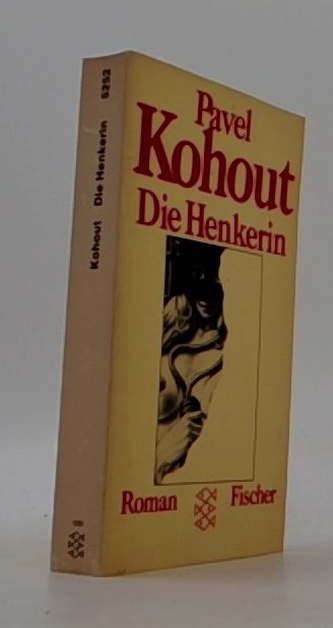 Pavel
Kohout
Die Henkerin
Roman Fischer
Kohout Die Henkerin 5252